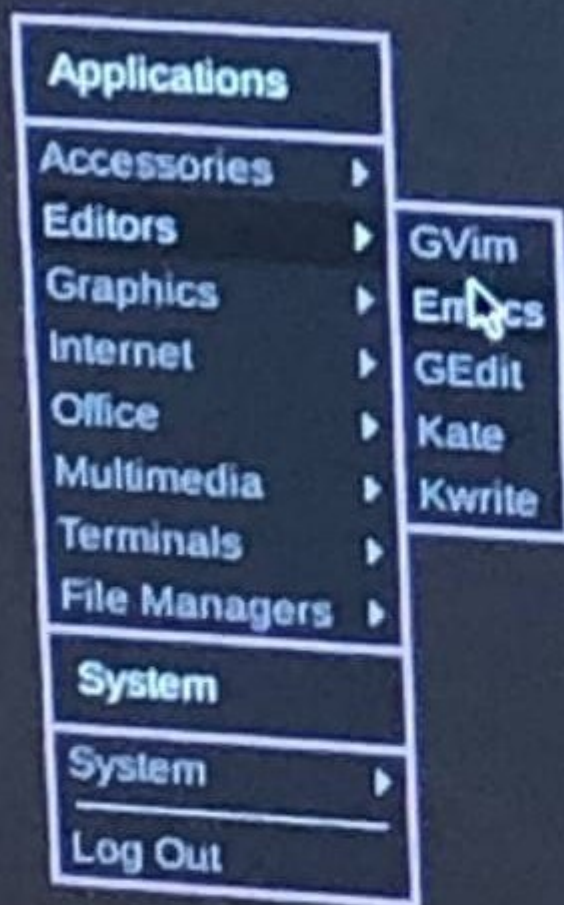 Applications
Accessories
Editors
Graphics
Internet
Office
Multimedia
Terminals
File Managers
System
System
Log Out
GVim
Emacs
GEdit
Kate
Kwrite